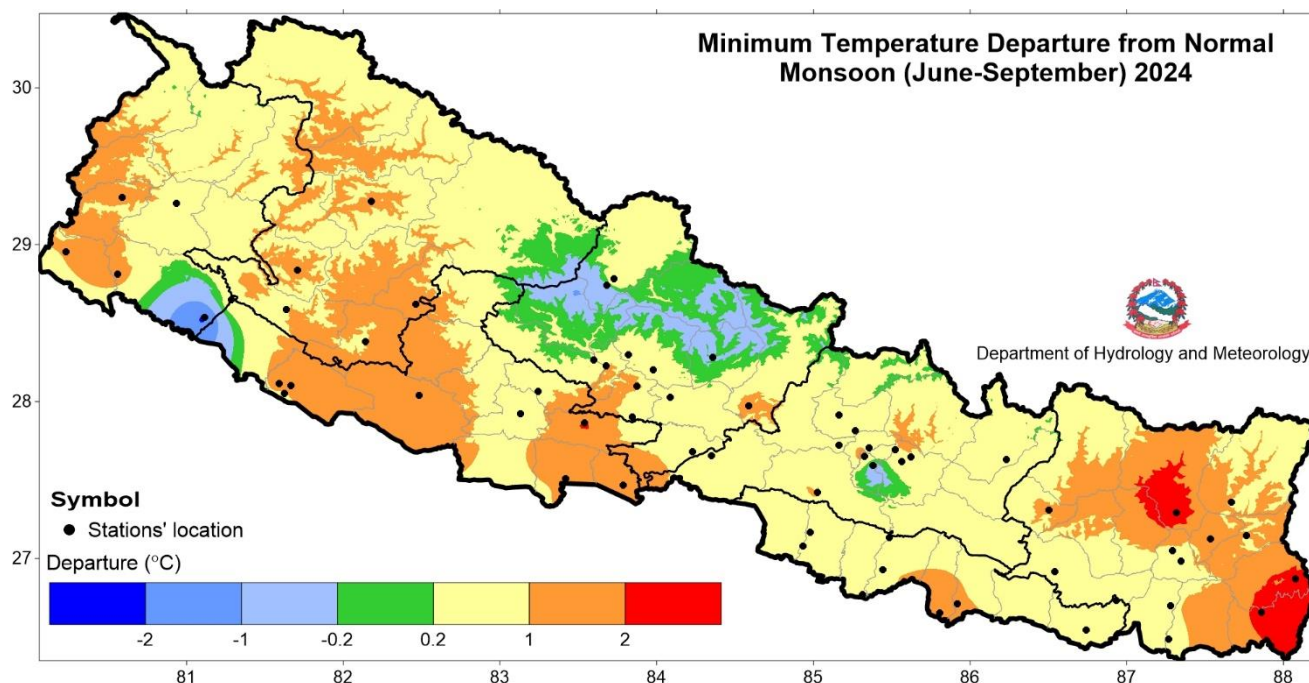 Minimum Temperature Departure from Normal
Monsoon (June-September) 2024
30
29
28
27
Department of Hydrology and Meteorology
Symbol
Stations' location
Departure (°C)
-2 -1 -0.2 0.2 1 2
81 82 83 84 85 86 87 88